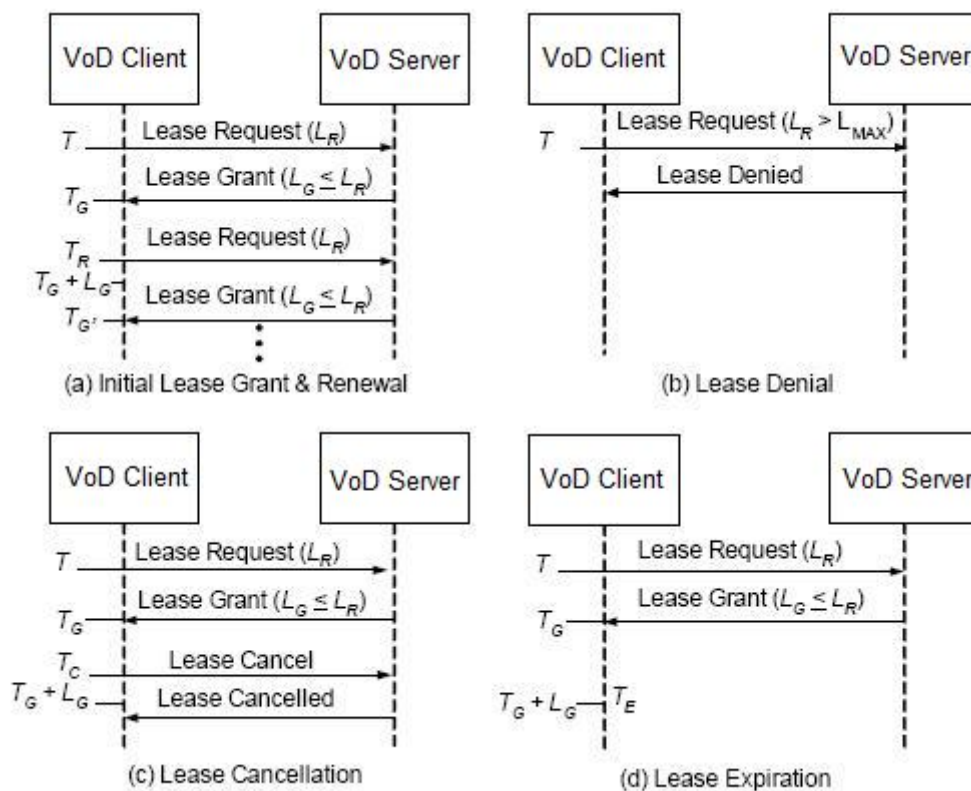 VoD Client
VoD Server
T
Lease Request (L_R)
Lease Grant (L_G ≤ L_R)
T_G
T_R
Lease Request (L_R)
T_G + L_G
Lease Grant (L_G ≤ L_R)
T_G'
(a) Initial Lease Grant & Renewal
VoD Client
VoD Server
Lease Request (L_R > L_MAX)
T
Lease Denied
(b) Lease Denial
VoD Client
VoD Server
Lease Request (L_R)
T
Lease Grant (L_G ≤ L_R)
T_G
T_C
Lease Cancel
T_G + L_G
Lease Cancelled
(c) Lease Cancellation
VoD Client
VoD Server
Lease Request (L_R)
T
Lease Grant (L_G ≤ L_R)
T_G
T_G + L_G
T_E
(d) Lease Expiration